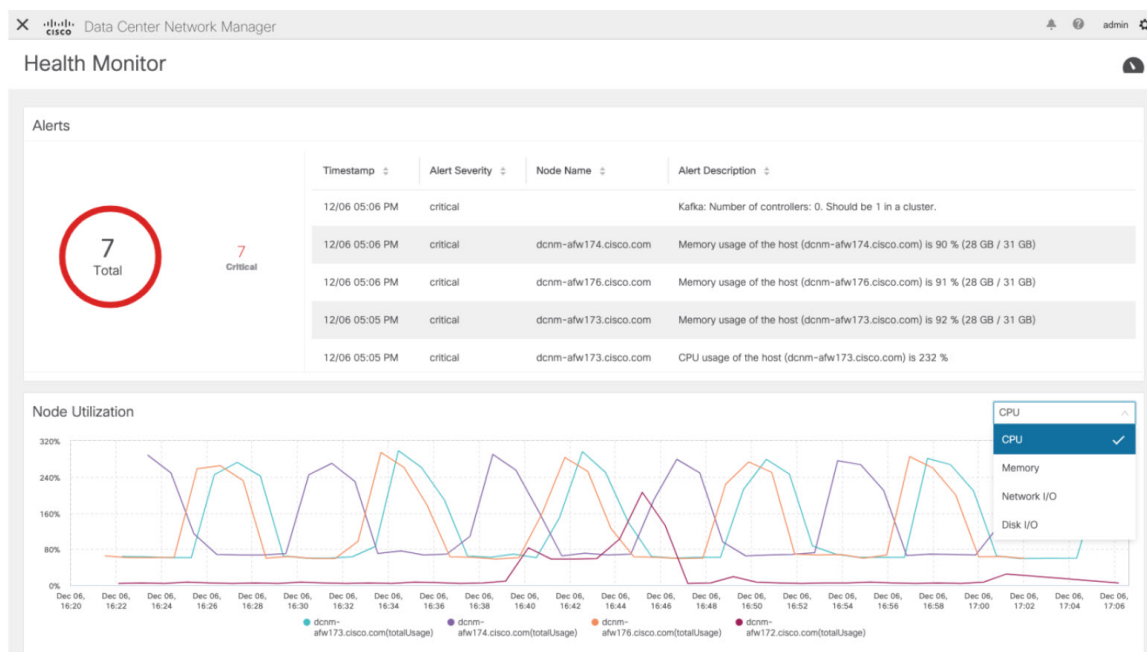 CISCO Data Center Network Manager admin
Health Monitor
Alerts
Timestamp Alert Severity Node Name Alert Description
12/06 05:06 PM critical Kafka: Number of controllers: 0. Should be 1 in a cluster.
12/06 05:06 PM critical dcnm-afw174.cisco.com Memory usage of the host (dcnm-afw174.cisco.com) is 90 % (28 GB / 31 GB)
7
Total
7
Critical
12/06 05:06 PM critical dcnm-afw176.cisco.com Memory usage of the host (dcnm-afw176.cisco.com) is 91 % (28 GB / 31 GB)
12/06 05:05 PM critical dcnm-afw173.cisco.com Memory usage of the host (dcnm-afw173.cisco.com) is 92 % (28 GB / 31 GB)
12/06 05:05 PM critical dcnm-afw173.cisco.com CPU usage of the host (dcnm-afw173.cisco.com) is 232 %
Node Utilization
CPU
CPU
Memory
Network I/O
Disk I/O
320%
240%
160%
80%
0%
Dec 06, Dec 06, Dec 06, Dec 06, Dec 06, Dec 06, Dec 06, Dec 06, Dec 06, Dec 06, Dec 06, Dec 06, Dec 06, Dec 06, Dec 06, Dec 06, Dec 06, Dec 06, Dec 06, Dec 06, Dec 06, Dec 06, Dec 06, Dec 06,
16:20 16:22 16:24 16:26 16:28 16:30 16:32 16:34 16:36 16:38 16:40 16:42 16:44 16:46 16:48 16:50 16:52 16:54 16:56 16:58 17:00 17:02 17:04 17:06
dcnm- dcnm- dcnm- dcnm-
afw173.cisco.com(totalUsage) afw174.cisco.com(totalUsage) afw176.cisco.com(totalUsage) afw172.cisco.com(totalUsage)